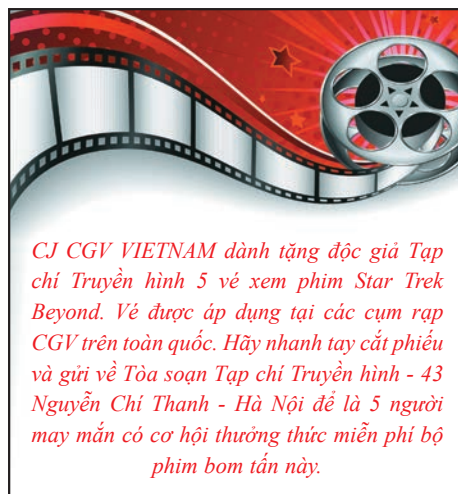 CJ CGV VIETNAM dành tặng độc giả Tạp
chí Truyền hình 5 vé xem phim Star Trek
Beyond. Vé được áp dụng tại các cụm rạp
CGV trên toàn quốc. Hãy nhanh tay cắt phiếu
và gửi về Tòa soạn Tạp chí Truyền hình - 43
Nguyễn Chí Thanh - Hà Nội để là 5 người
may mắn có cơ hội thưởng thức miễn phí bộ
phim bom tấn này.